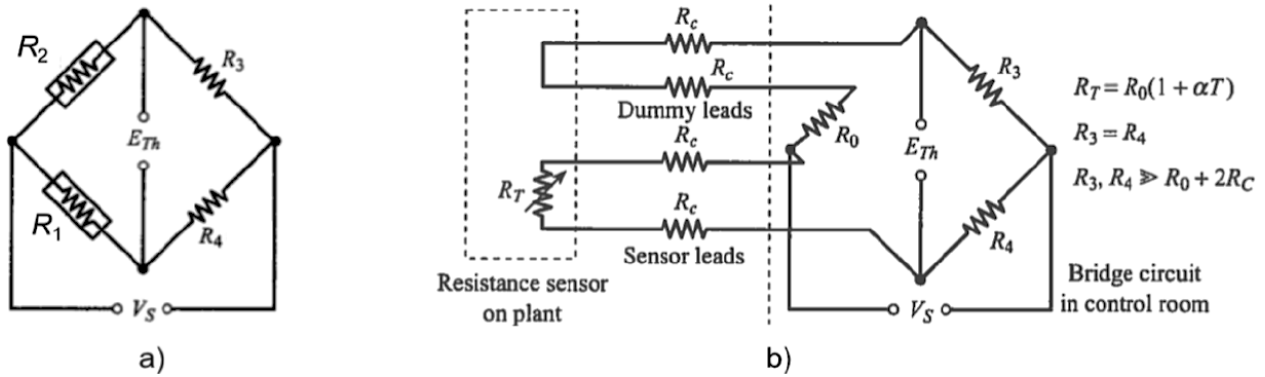 R2
R3
ETh
R1
R4
VS
a)
Rc
Rc
Dummy leads
R0
Rc
RT
Rc
Sensor leads
Resistance sensor
on plant
R3
ETh
R4
VS
RT = R0(1 + αT)
R3 = R4
R3, R4 ⋙ R0 + 2RC
Bridge circuit
in control room
b)